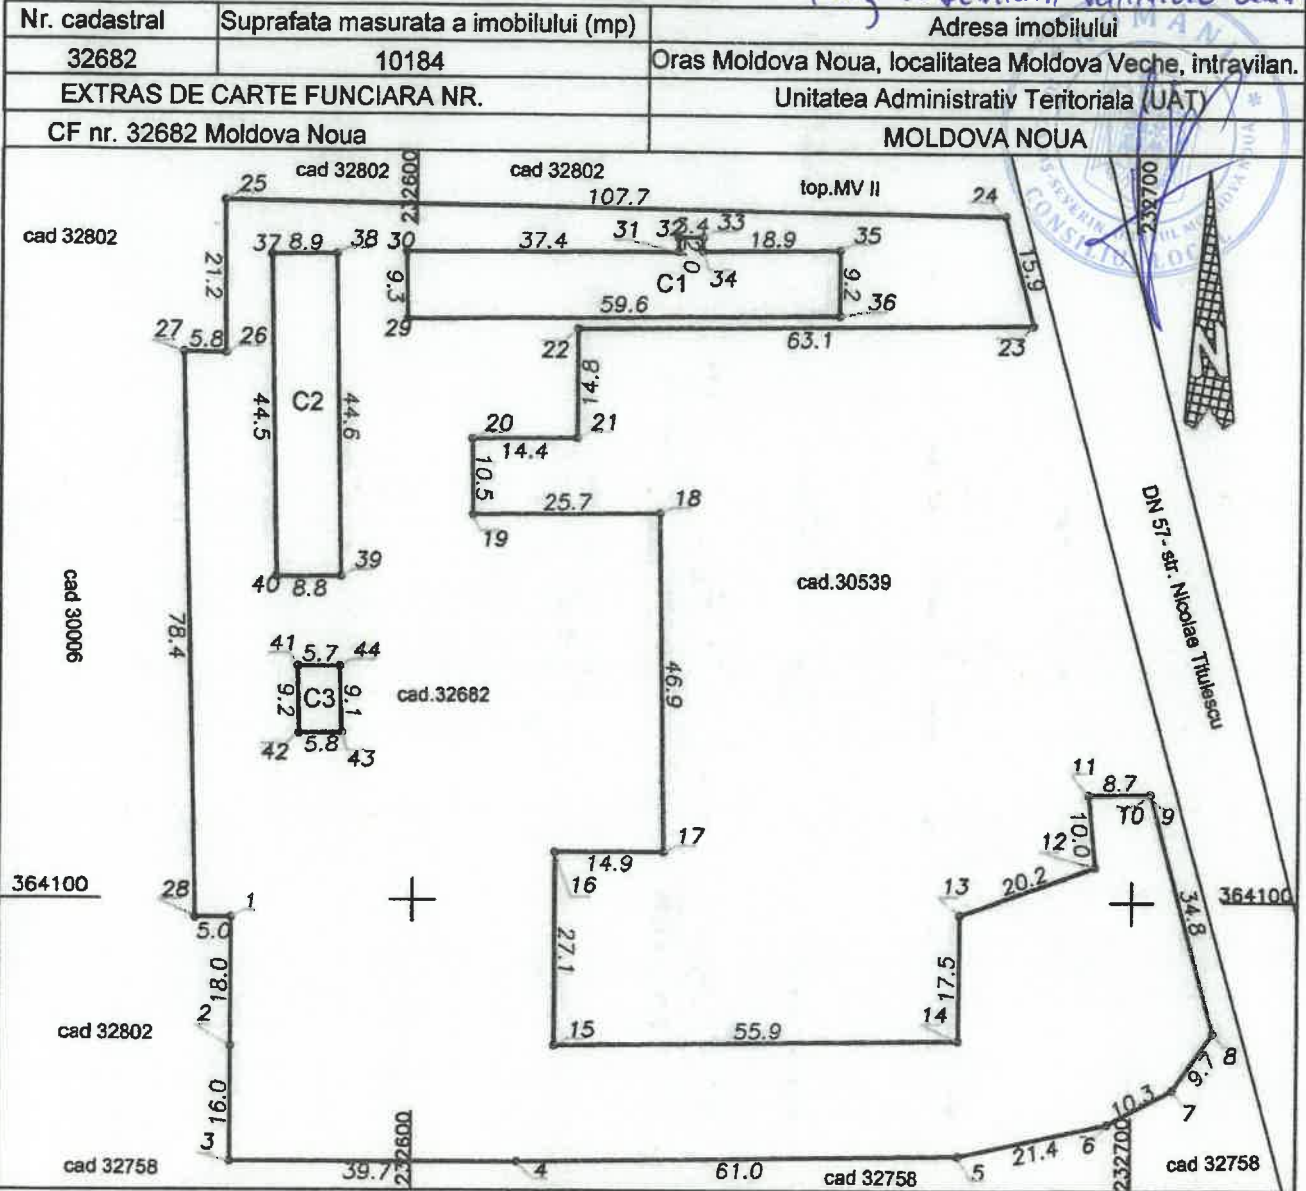 Nr. cadastral Suprafata masurata a imobilului (mp) Adresa imobilului
32682 10184 Oras Moldova Noua, localitatea Moldova Veche, intravilan.
EXTRAS DE CARTE FUNCIARA NR. Unitatea Administrativ Teritoriala (UAT)
CF nr. 32682 Moldova Noua MOLDOVA NOUA
cad 32802 232600 cad 32802 top.MV II 232700
25 107.7 24
cad 32802
37 8.9 38 30 37.4 31 32 3.4 33 18.9 35
2.0 34
21.2 9.3 C1 9.2 15.9
59.6 36
29
27 5.8 26 22 63.1 23
14.8
C2
44.5 44.6
20 21
14.4
10.5
25.7 18
19
DN 57 - str. Nicolae Titulescu
40 8.8 39
cad.30539
cad 30006
78.4
41 5.7 44
9.2 C3 9.1 cad.32682 46.9
42 5.8 43
11 8.7
10 9
10.0
12
17
14.9
16
20.2
364100 28 1 13 34.8 364100
5.0
18.0 27.1 17.5
2 15 55.9 14
cad 32802
8
9.7
16.0 10.3 7
3 6
cad 32758 39.7 232600 4 61.0 cad 32758 5 21.4 232700 cad 32758
CONSILIUL LOCAL